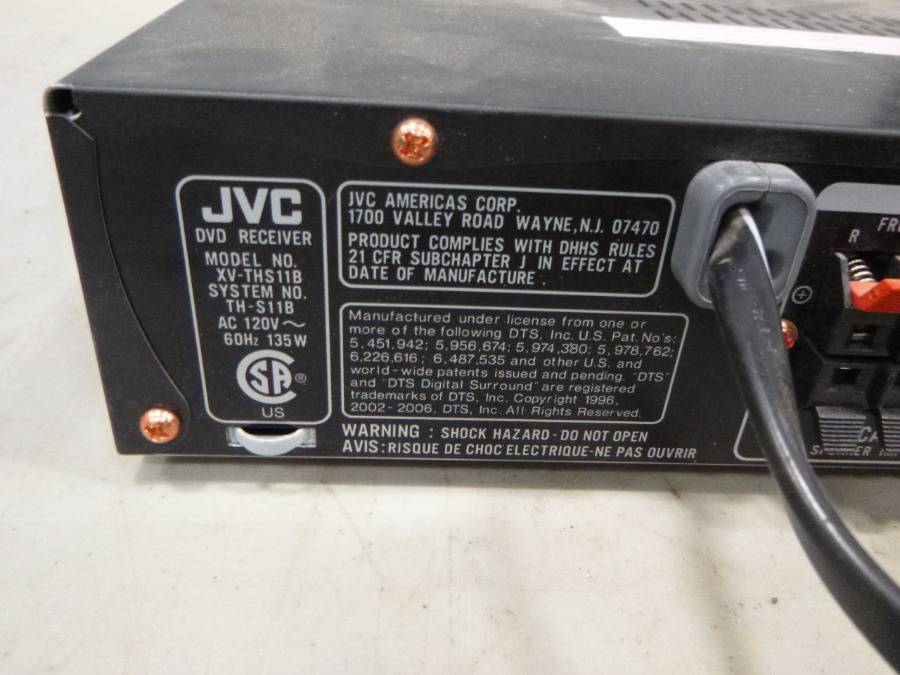 JVC
DVD RECEIVER
MODEL NO.
XV-THS11B
SYSTEM NO.
TH-S11B
AC 120V~
60Hz 135W
SA ®
US
JVC AMERICAS CORP.
1700 VALLEY ROAD WAYNE, N.J. 07470
PRODUCT COMPLIES WITH DHHS RULES
21 CFR SUBCHAPTER J IN EFFECT AT
DATE OF MANUFACTURE.
Manufactured under license from one or
more of the following DTS, Inc. U.S. Pat. No's:
5,451,942; 5,956,674; 5,974,380; 5,978,762;
6,226,616; 6,487,535 and other U.S. and
world-wide patents issued and pending. "DTS"
and "DTS Digital Surround" are registered
trademarks of DTS, Inc. Copyright 1996,
2002-2006, DTS, Inc. All Rights Reserved.
WARNING : SHOCK HAZARD - DO NOT OPEN
AVIS: RISQUE DE CHOC ELECTRIQUE-NE PAS OUVRIR
R